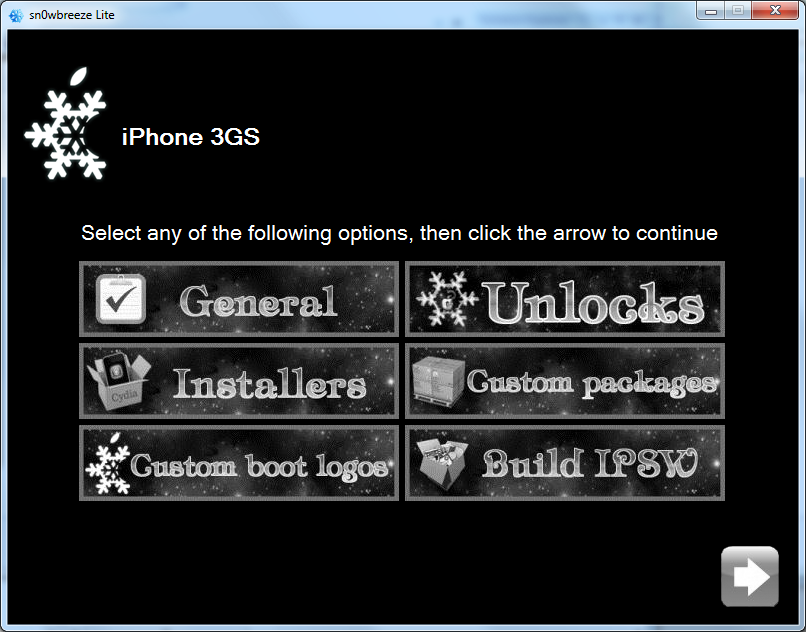 sn0wbreeze Lite
iPhone 3GS
Select any of the following options, then click the arrow to continue
General
Unlocks
Cydia
Installers
Custom packages
Custom boot logos
Build IPSW